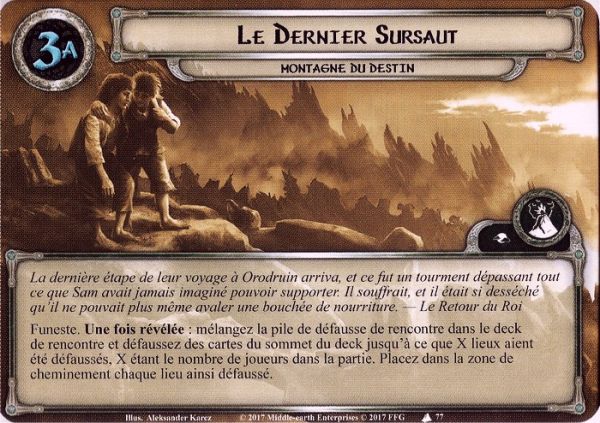 3A
Le Dernier Sursaut
Montagne du Destin
La dernière étape de leur voyage à Orodruin arriva, et ce fut un tourment dépassant tout
ce que Sam avait jamais imaginé pouvoir supporter. Il souffrait, et il était si desséché
qu'il ne pouvait plus même avaler une bouchée de nourriture. — Le Retour du Roi
Funeste. Une fois révélée : mélangez la pile de défausse de rencontre dans le deck
de rencontre et défaussez des cartes du sommet du deck jusqu'à ce que X lieux aient
été défaussés, X étant le nombre de joueurs dans la partie. Placez dans la zone de
cheminement chaque lieu ainsi défaussé.
Illus. Aleksander Karcz © 2017 Middle-earth Enterprises © 2017 FFG 77